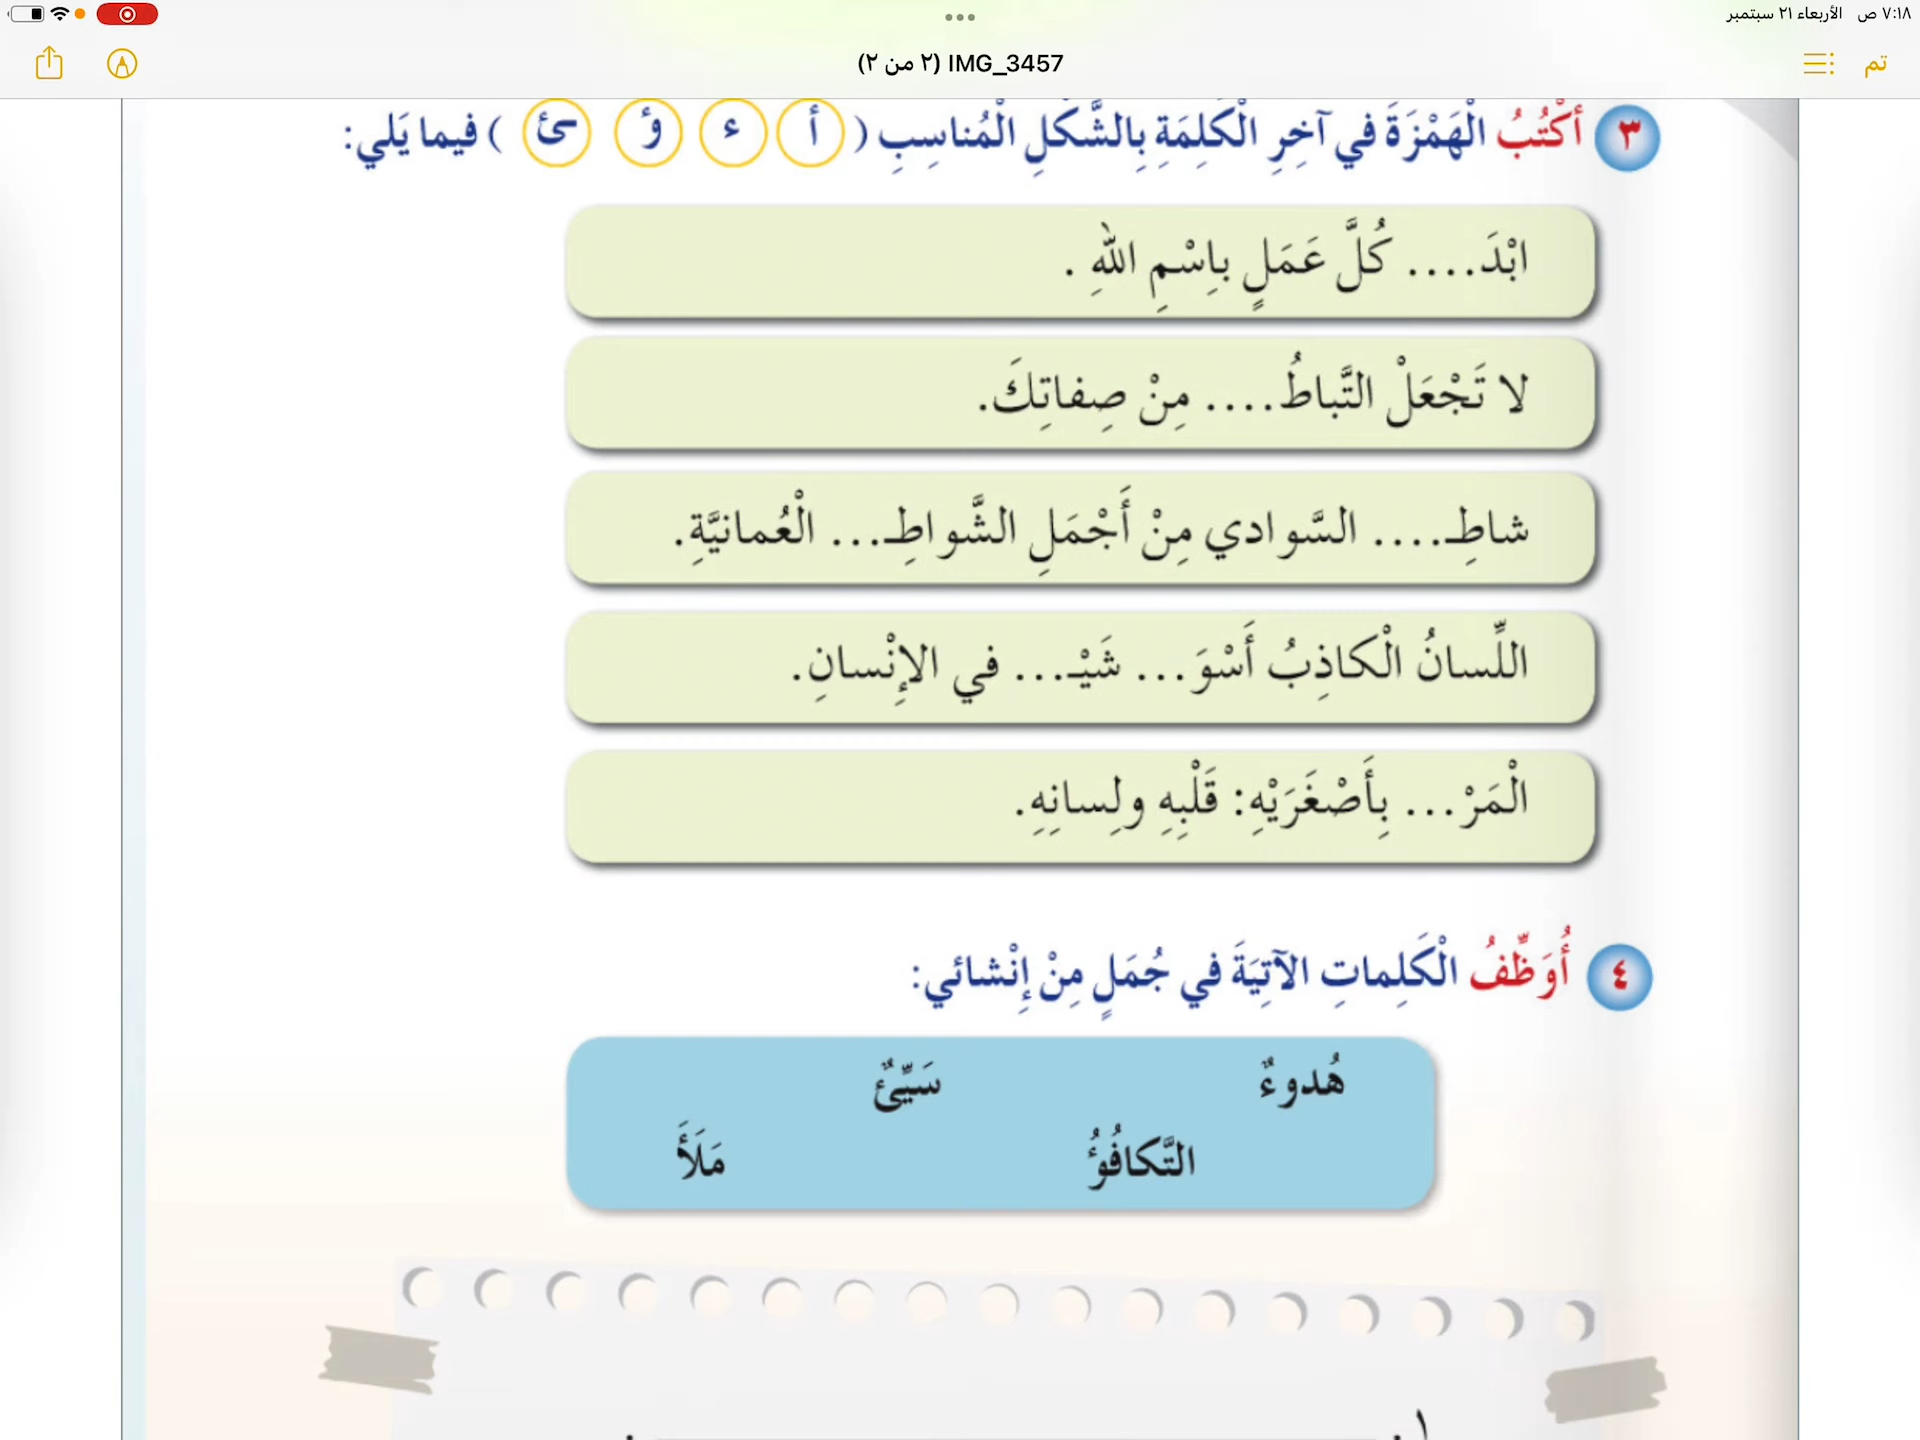 ٧:١٨ ص الأربعاء ٢١ سبتمبر
تم
IMG_3457 (٢ من ٢)
٣ أَكْتُبُ الْهَمْزَةَ في آخِرِ الْكَلِمَةِ بِالشَّكْلِ الْمُناسِبِ ( أ ء ؤ ئ ) فيما يَلي:
ابْدَ.... كُلَّ عَمَلٍ بِاسْمِ اللهِ .
لا تَجْعَلْ التَّباطُ.... مِنْ صِفاتِكَ.
شاطِـ.... السَّوادي مِنْ أَجْمَلِ الشَّواطِـ... الْعُمانيَّةِ.
اللِّسانُ الْكاذِبُ أَسْوَ... شَيْـ... في الإِنْسانِ.
الْمَرْ... بِأَصْغَرَيْهِ: قَلْبِهِ ولِسانِهِ.
٤ أُوَظِّفُ الْكَلِماتِ الآتِيَةَ في جُمَلٍ مِنْ إِنْشائي:
هُدوءٌ سَيِّئٌ
التَّكافُؤُ مَلَأَ